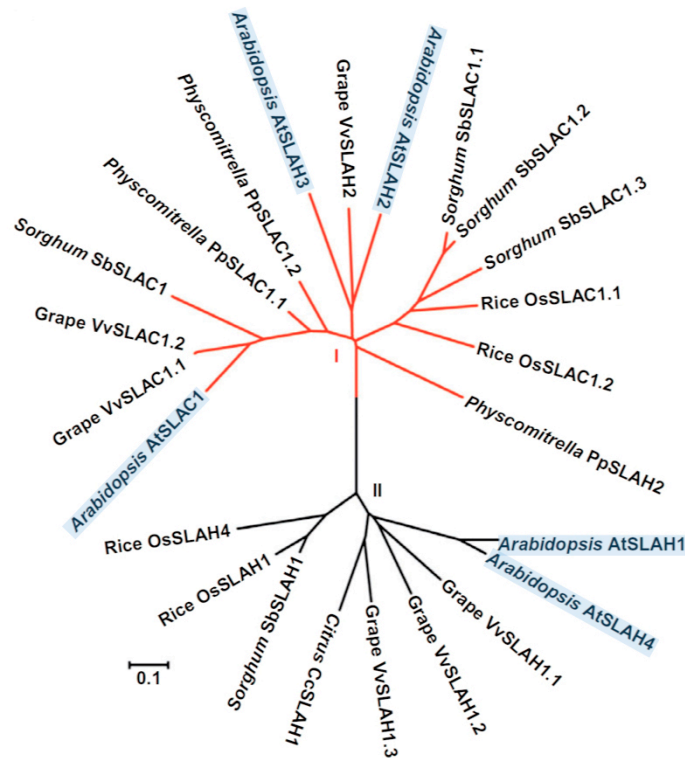 Arabidopsis AtSLAH3
Grape VvSLAH2
Arabidopsis AtSLAH2
Sorghum SbSLAC1.1
Sorghum SbSLAC1.2
Sorghum SbSLAC1.3
Rice OsSLAC1.1
Rice OsSLAC1.2
Physcomitrella PpSLAH2
Physcomitrella PpSLAC1.2
Physcomitrella PpSLAC1.1
Sorghum SbSLAC1
Grape VvSLAC1.2
Grape VvSLAC1.1
Arabidopsis AtSLAC1
I
II
Rice OsSLAH4
Rice OsSLAH1
Sorghum SbSLAH1
Citrus CcSLAH1
Grape VvSLAH1.3
Grape VvSLAH1.2
Grape VvSLAH1.1
Arabidopsis AtSLAH4
Arabidopsis AtSLAH1
0.1